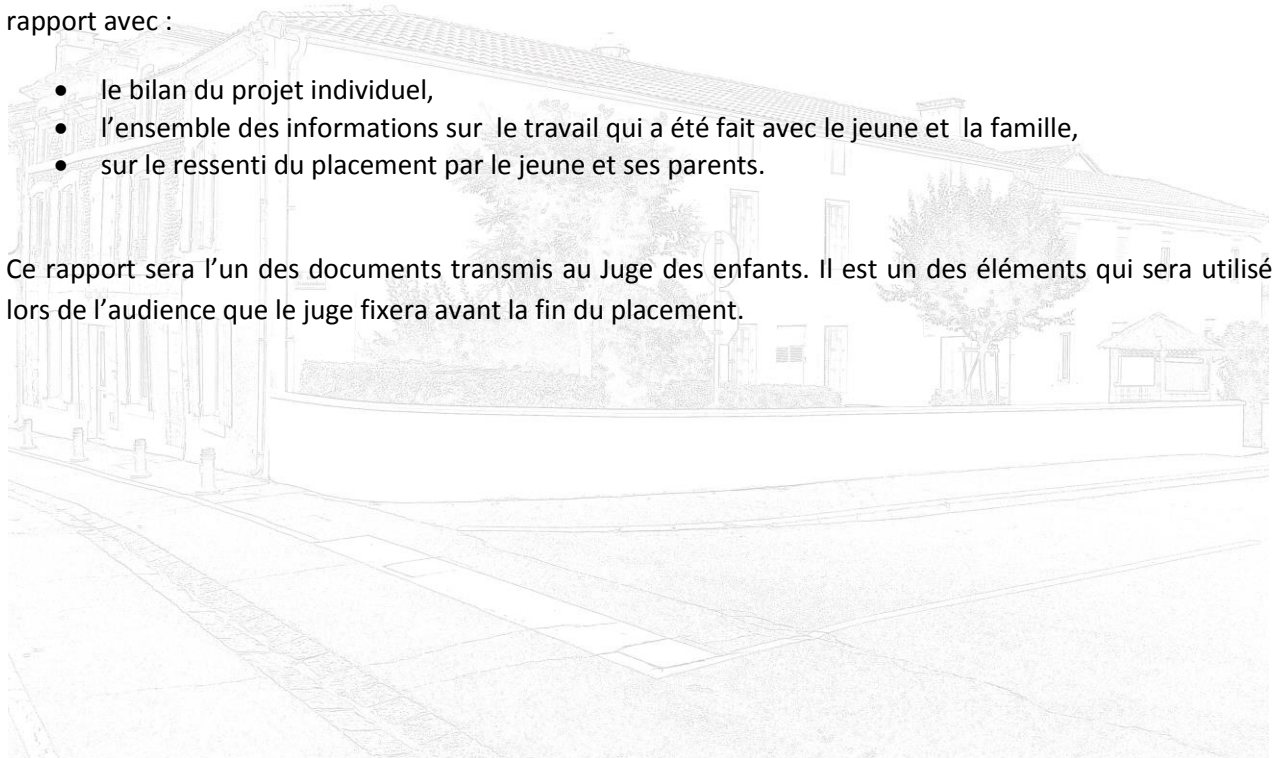 rapport avec :
• le bilan du projet individuel,
• l’ensemble des informations sur le travail qui a été fait avec le jeune et la famille,
• sur le ressenti du placement par le jeune et ses parents.
Ce rapport sera l’un des documents transmis au Juge des enfants. Il est un des éléments qui sera utilisé
lors de l’audience que le juge fixera avant la fin du placement.